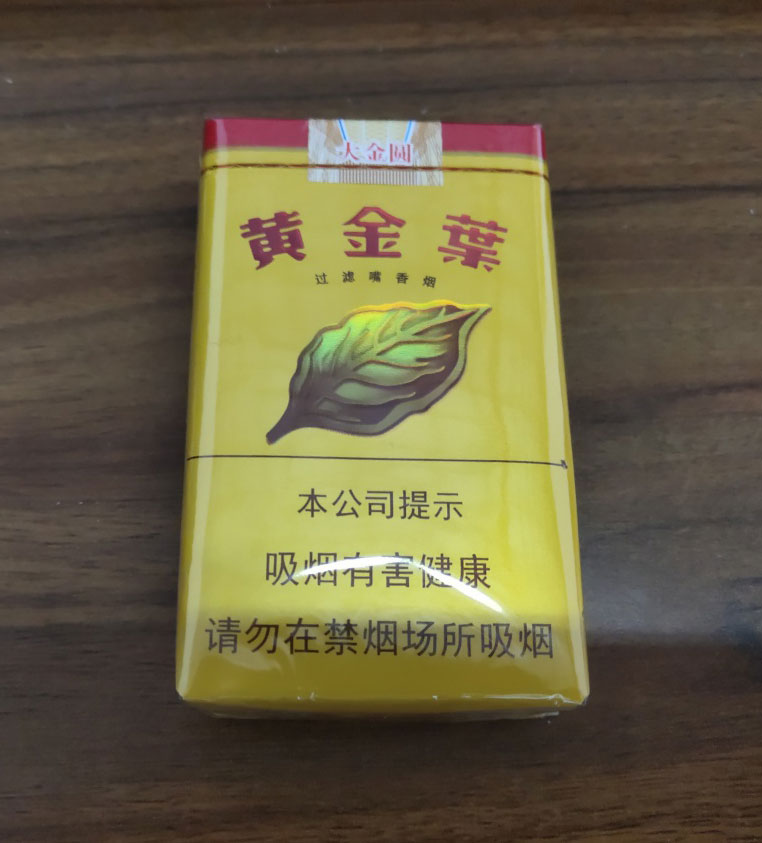 大金圆
黄金葉
过滤嘴香烟
本公司提示
吸烟有害健康
请勿在禁烟场所吸烟